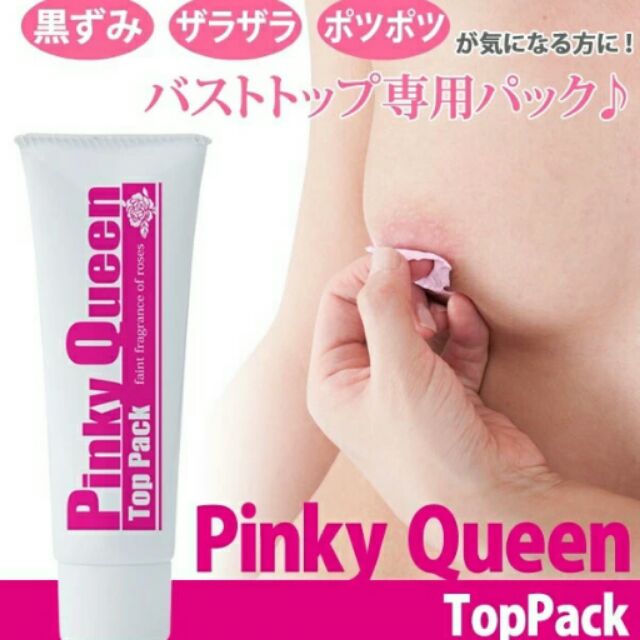 黒ずみ ザラザラ ポツポツ が気になる方に！
バストトップ専用パック♪
Pinky Queen
faint fragrance of roses
Top Pack
Pinky Queen
TopPack